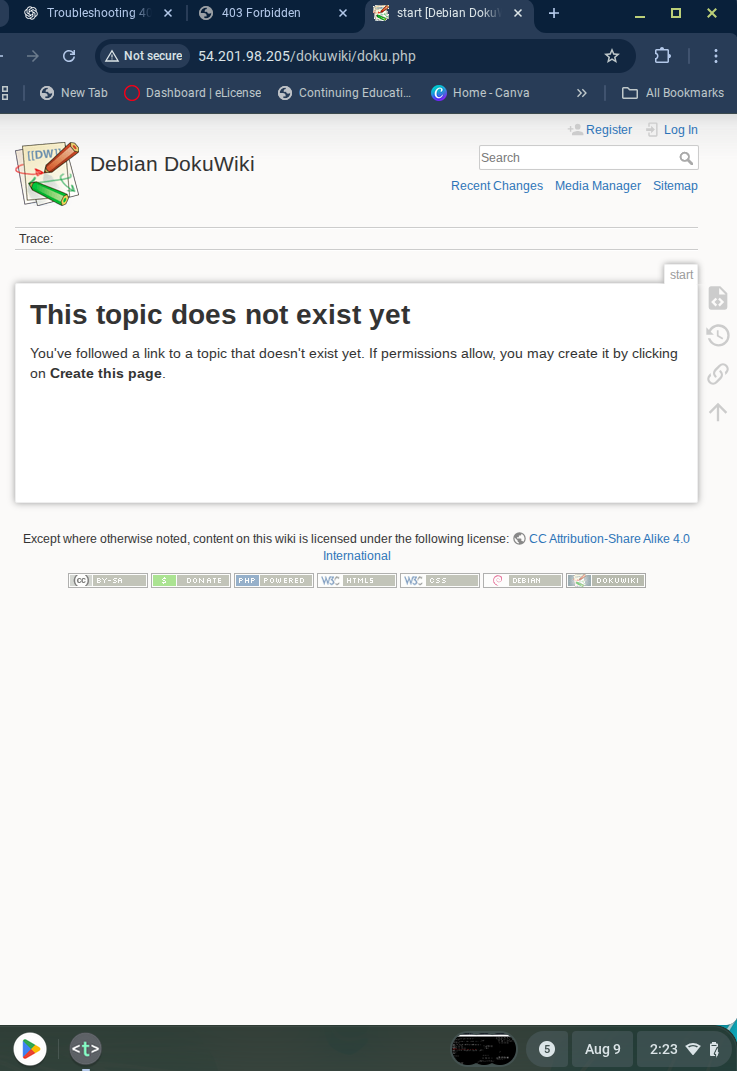 Troubleshooting 40
403 Forbidden
start [Debian DokuW
Not secure
54.201.98.205/dokuwiki/doku.php
New Tab
Dashboard | eLicense
Continuing Educati...
Home - Canva
All Bookmarks
Register Log In
[[DW]]
Debian DokuWiki
Search
Recent Changes Media Manager Sitemap
Trace:
start
This topic does not exist yet
You've followed a link to a topic that doesn't exist yet. If permissions allow, you may create it by clicking
on Create this page.
Except where otherwise noted, content on this wiki is licensed under the following license: CC Attribution-Share Alike 4.0
International
cc BY-SA $ DONATE PHP POWERED W3C HTML5 W3C CSS DEBIAN DOKUWIKI
<t>
5
Aug 9
2:23